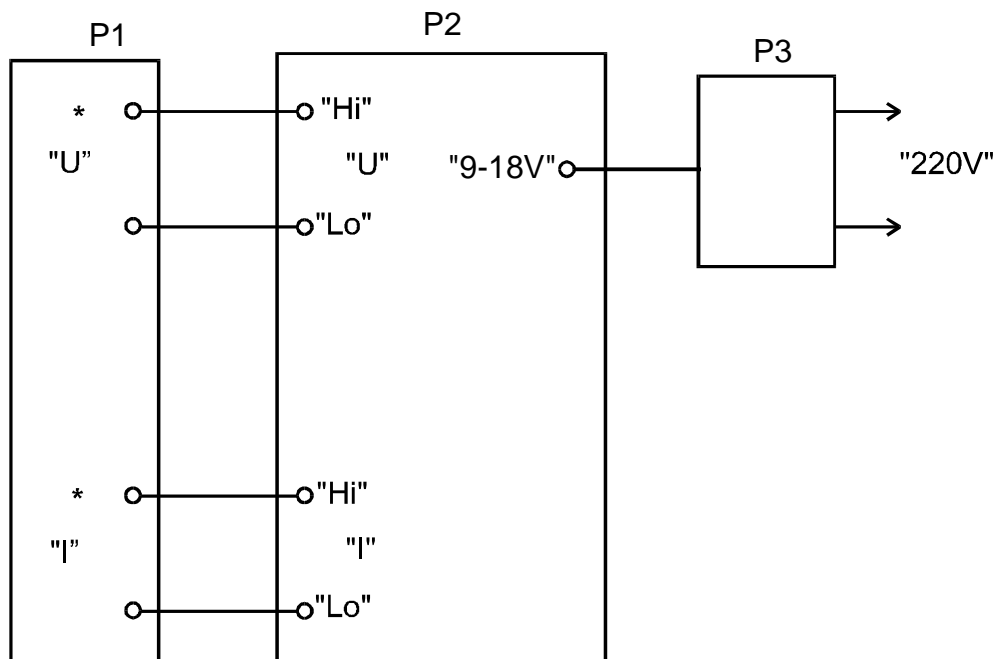 P1
P2
P3
* "Hi"
"U” "U" "9-18V" "220V"
"Lo"
* "Hi"
"I” "I"
"Lo"